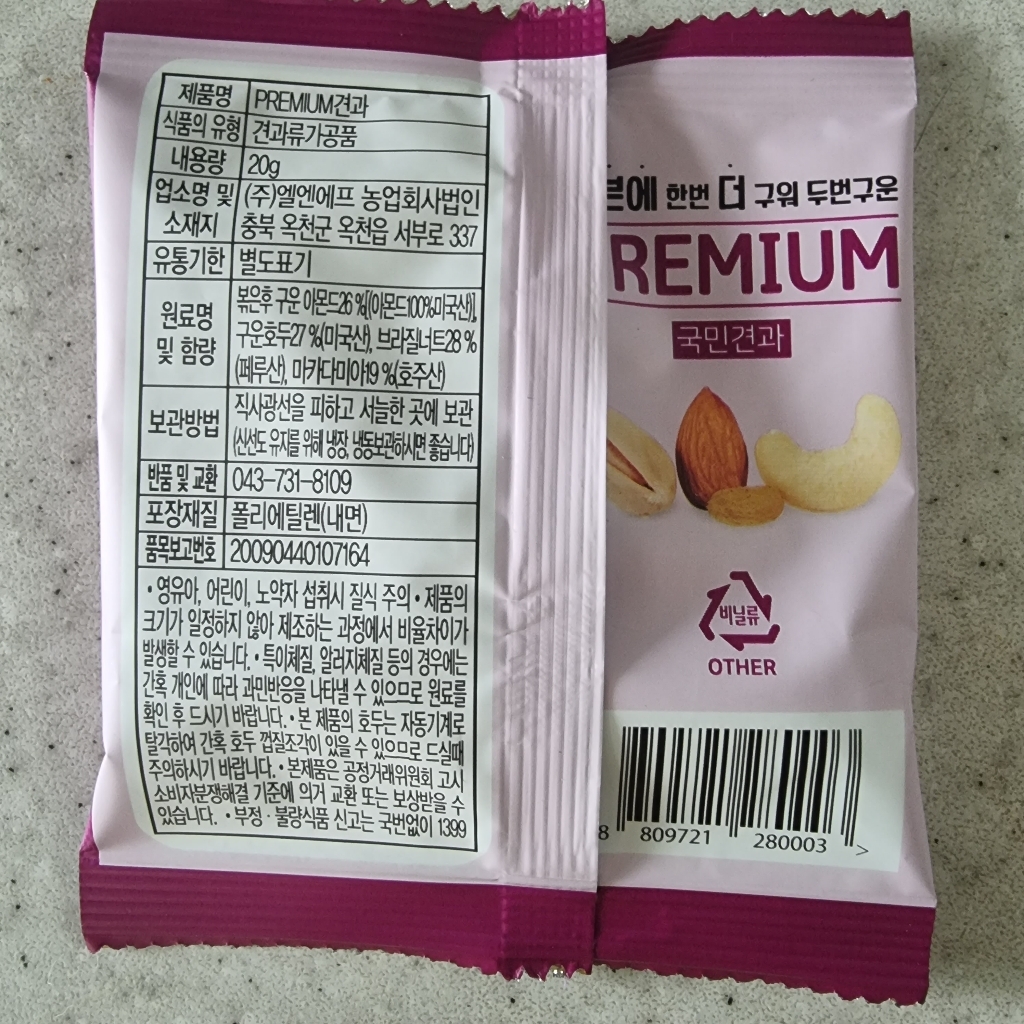 제품명 PREMIUM견과
식품의 유형 견과류가공품
내용량 20g
업소명 및 소재지 (주)엘엔에프 농업회사법인
충북 옥천군 옥천읍 서부로 337
유통기한 별도표기
원료명 및 함량 볶은후 구운 아몬드26 %[(아몬드100%미국산)],
구운호두27 %(미국산), 브라질너트28 %
(페루산), 마카다미아19 %(호주산)
보관방법 직사광선을 피하고 서늘한 곳에 보관
(신선도 유지를 위해 냉장, 냉동보관하시면 좋습니다)
반품 및 교환 043-731-8109
포장재질 폴리에틸렌(내면)
품목보고번호 20090440107164
• 영유아, 어린이, 노약자 섭취시 질식 주의 • 제품의
크기가 일정하지 않아 제조하는 과정에서 비율차이가
발생할 수 있습니다. • 특이체질, 알러지체질 등의 경우에는
간혹 개인에 따라 과민반응을 나타낼 수 있으므로 원료를
확인 후 드시기 바랍니다. • 본 제품의 호두는 자동기계로
탈각하여 간혹 호두 껍질조각이 있을 수 있으므로 드실때
주의하시기 바랍니다. • 본제품은 공정거래위원회 고시
소비자분쟁해결 기준에 의거 교환 또는 보상받을 수
있습니다. • 부정 · 불량식품 신고는 국번없이 1399
한번 더 구워 두번구운
REMIUM
국민견과
비닐류
OTHER
8 809721 280003 >